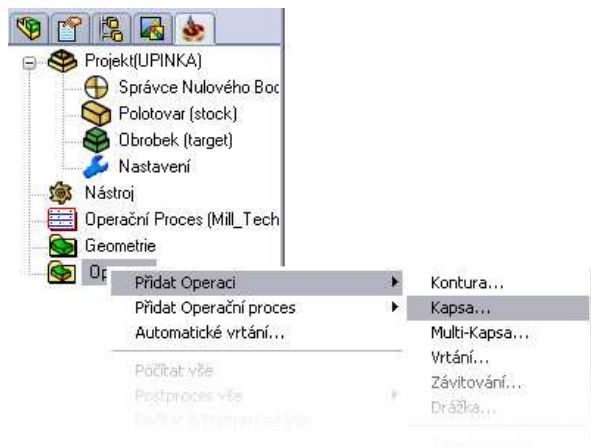 Projekt(UPINKA)
Správce Nulového Boc
Polotovar (stock)
Obrobek (target)
Nastavení
Nástroj
Operační Proces (Mill_Tech
Geometrie
Op
Přidat Operaci
Přidat Operační proces
Automatické vrtání...
Počítat vše
Postproces vše
Kontura...
Kapsa...
Multi-Kapsa...
Vrtání...
Závitování...
Drážka...